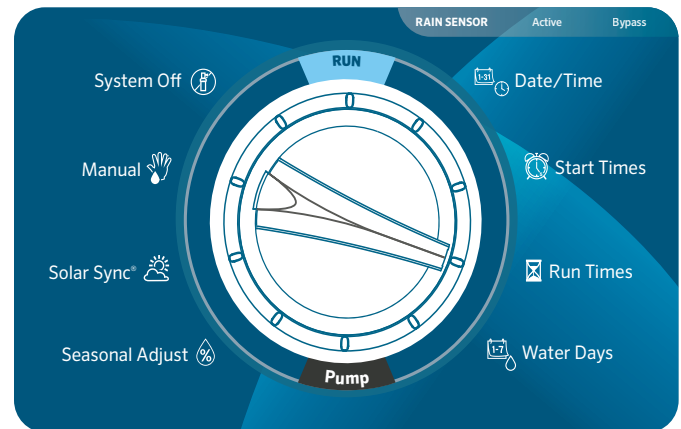 RAIN SENSOR Active Bypass
RUN
System Off
1-31 Date/Time
Manual
Start Times
Solar Sync®
Run Times
Seasonal Adjust %
1-7 Water Days
Pump